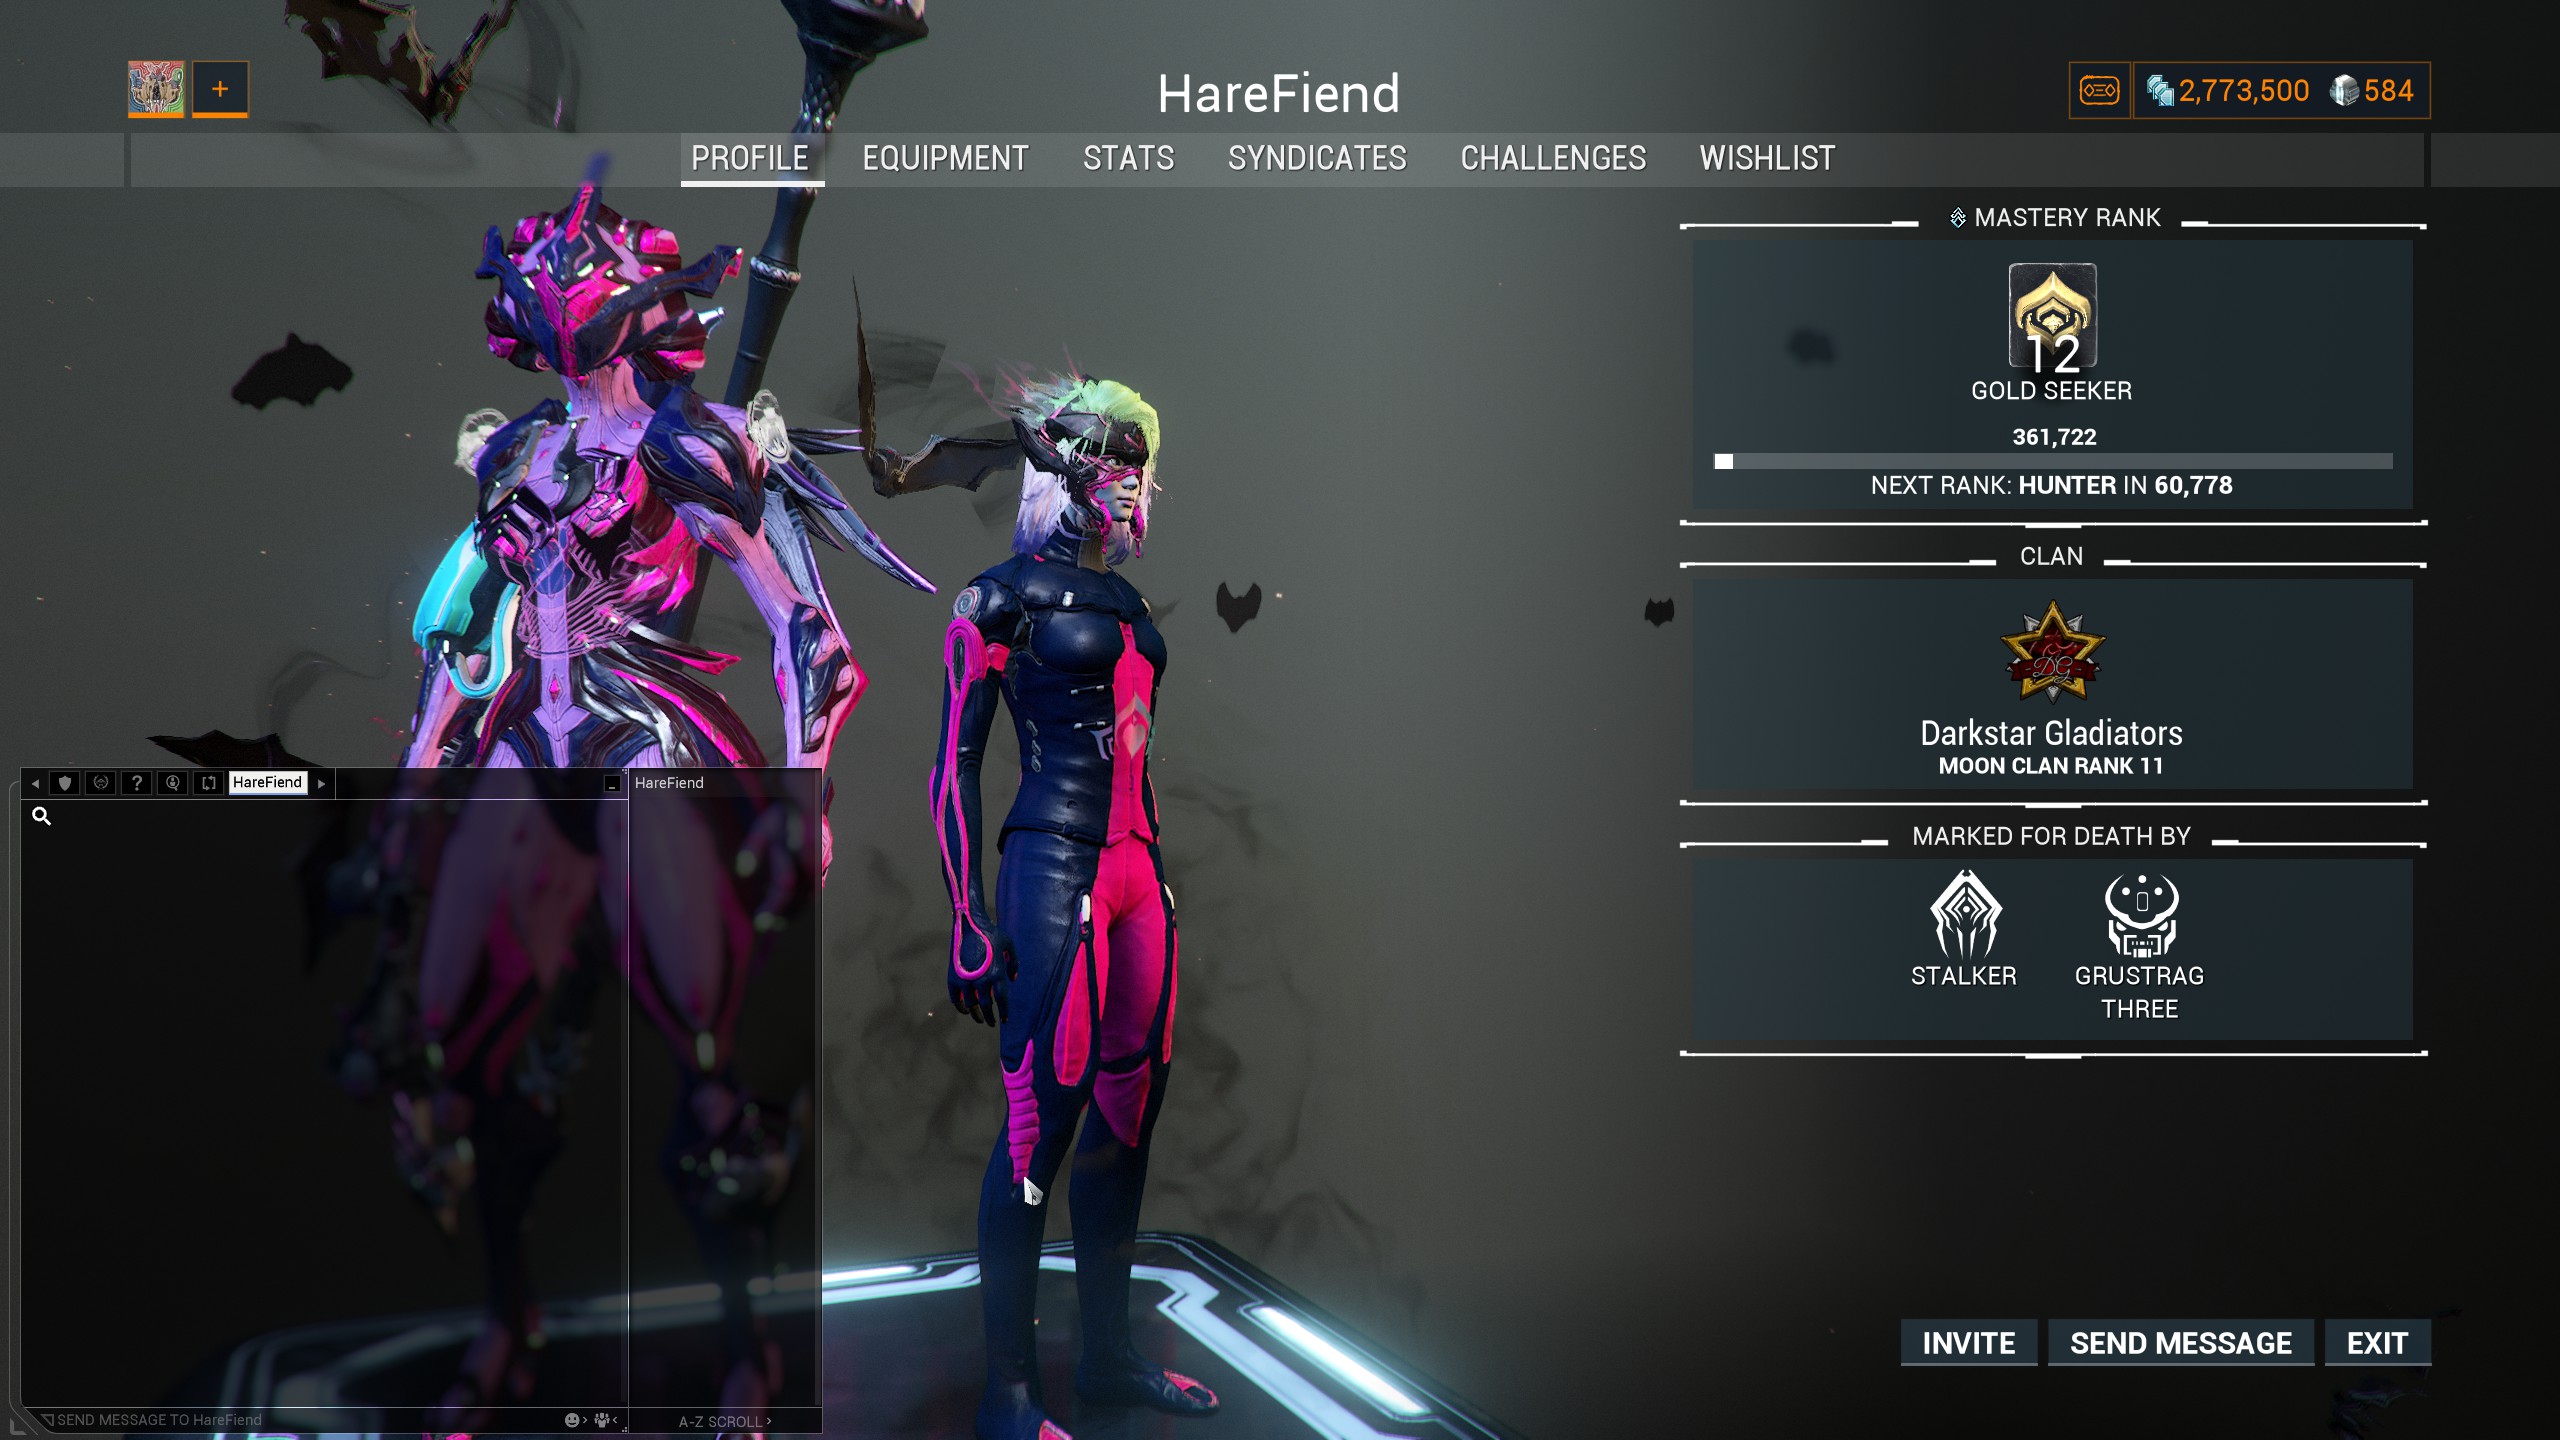 HareFiend
2,773,500 584
PROFILE EQUIPMENT STATS SYNDICATES CHALLENGES WISHLIST
MASTERY RANK
12
GOLD SEEKER
361,722
NEXT RANK: HUNTER IN 60,778
CLAN
DG
Darkstar Gladiators
MOON CLAN RANK 11
MARKED FOR DEATH BY
STALKER
GRUSTRAG
THREE
HareFiend
HareFiend
SEND MESSAGE TO HareFiend
A-Z SCROLL
INVITE SEND MESSAGE EXIT